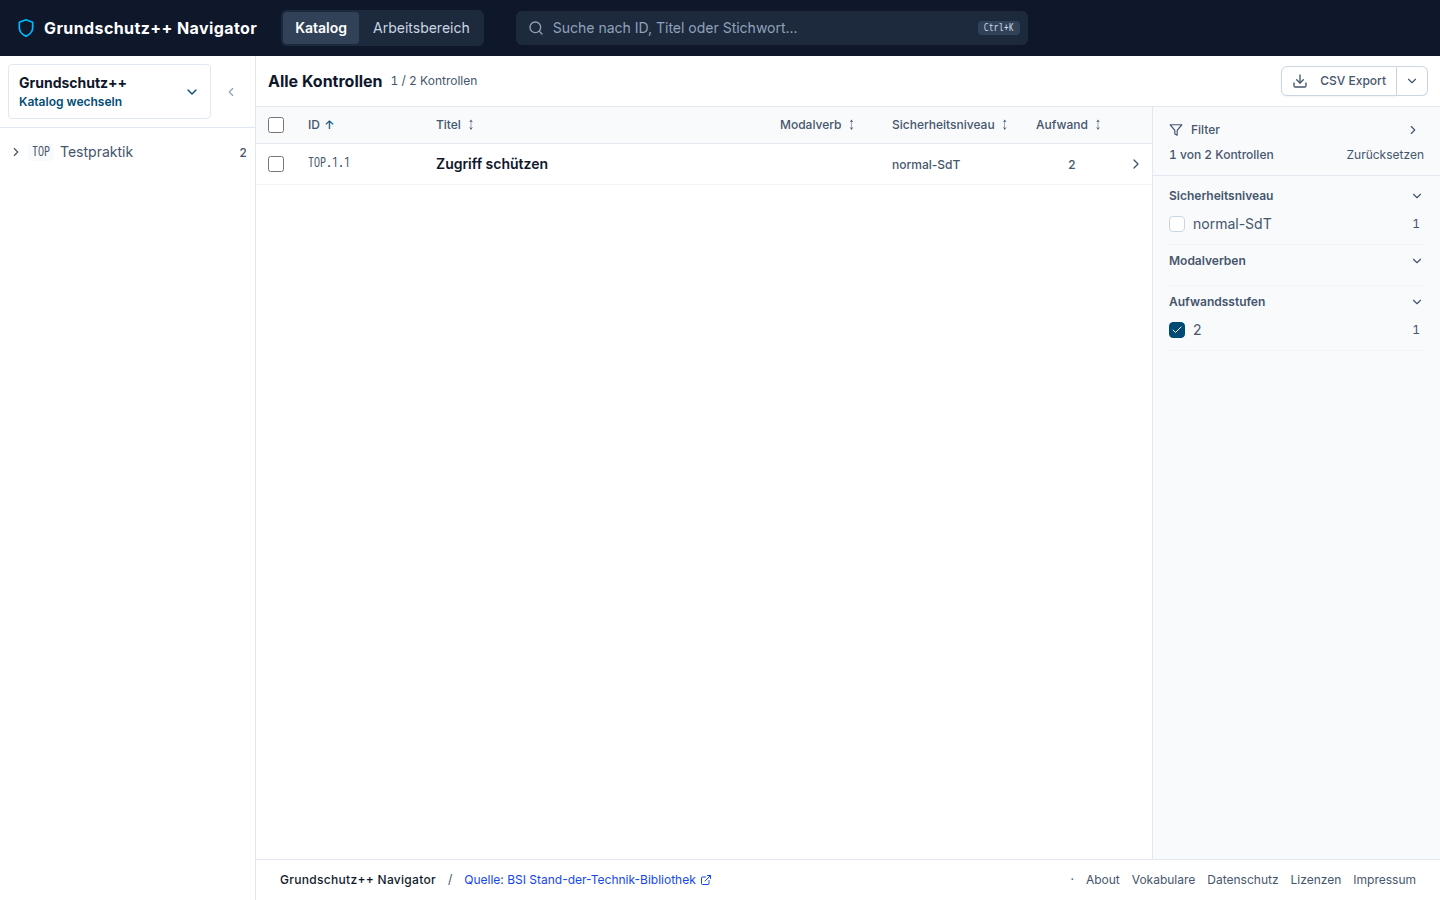 Grundschutz++ Navigator
Katalog
Arbeitsbereich
Suche nach ID, Titel oder Stichwort...
Ctrl+K
Grundschutz++
Katalog wechseln
TOP Testpraktik 2
Alle Kontrollen 1 / 2 Kontrollen
CSV Export
ID Titel Modalverb Sicherheitsniveau Aufwand
TOP.1.1 Zugriff schützen normal-SdT 2
Filter
1 von 2 Kontrollen Zurücksetzen
Sicherheitsniveau
normal-SdT 1
Modalverben
Aufwandsstufen
2 1
Grundschutz++ Navigator / Quelle: BSI Stand-der-Technik-Bibliothek
· About Vokabulare Datenschutz Lizenzen Impressum